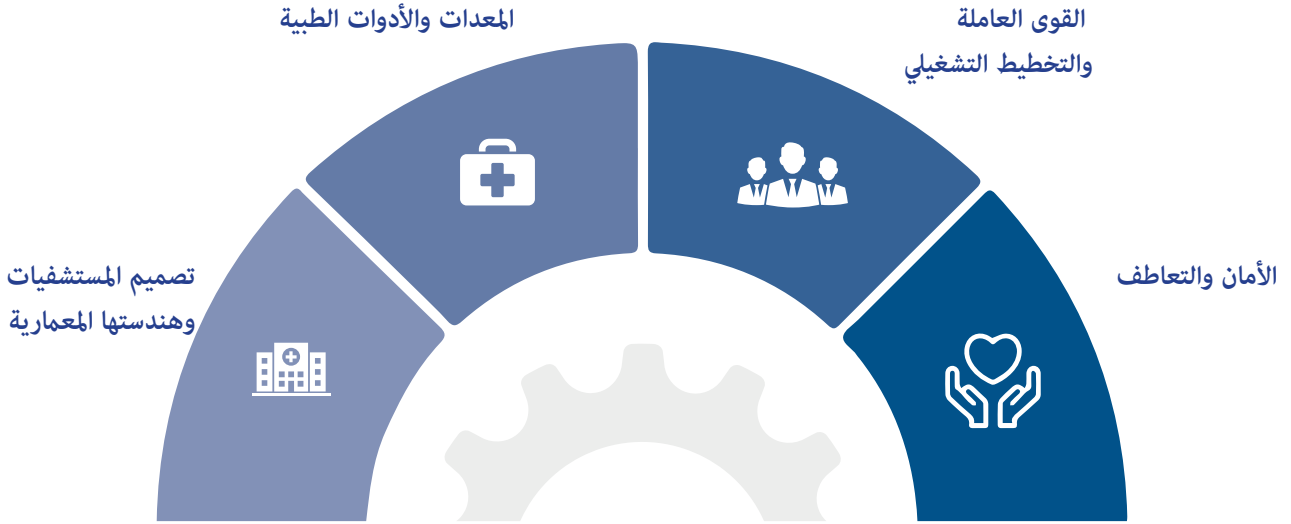 القوى العاملة
والتخطيط التشغيلي
المعدات والأدوات الطبية
الأمان والتعاطف
تصميم المستشفيات
وهندستها المعمارية